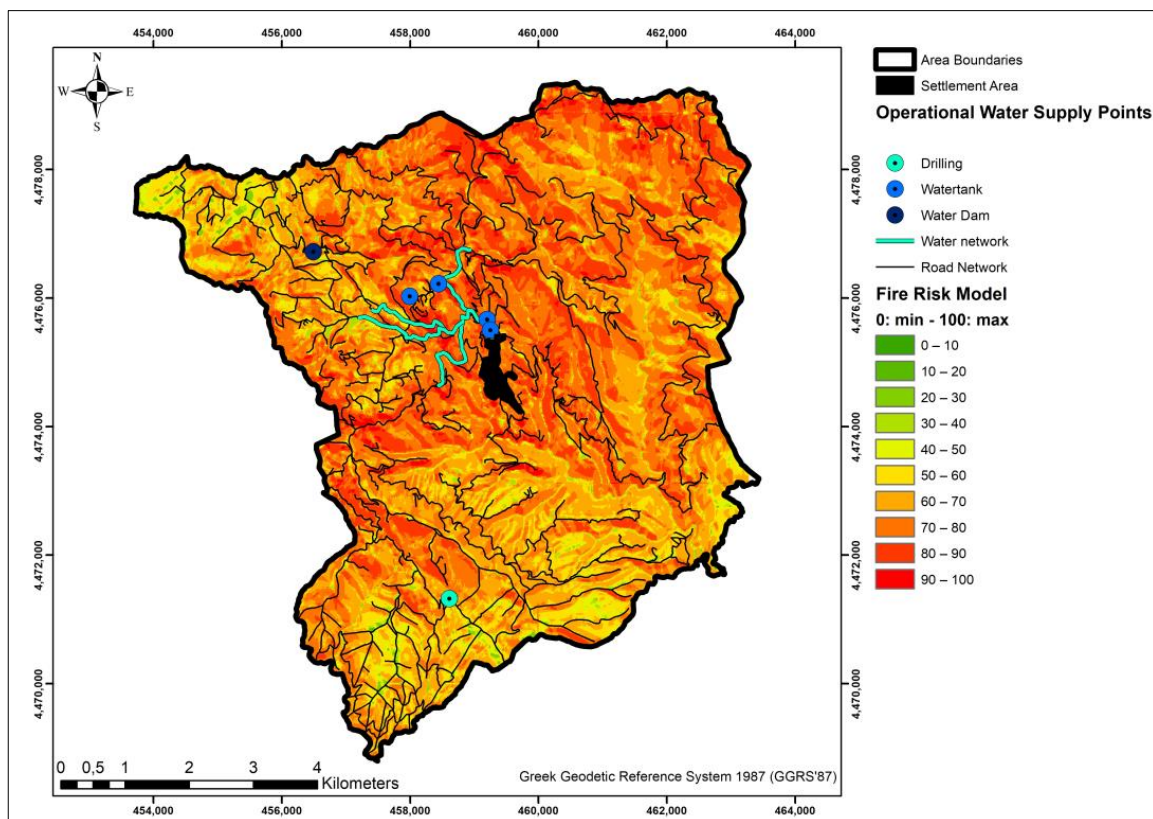 454,000 456,000 458,000 460,000 462,000 464,000
N
W E
S
4,478,000 4,478,000
4,476,000 4,476,000
4,474,000 4,474,000
4,472,000 4,472,000
4,470,000 4,470,000
0 0,5 1 2 3 4
Kilometers
Greek Geodetic Reference System 1987 (GGRS'87)
454,000 456,000 458,000 460,000 462,000 464,000
Area Boundaries
Settlement Area
Operational Water Supply Points
Drilling
Watertank
Water Dam
Water network
Road Network
Fire Risk Model
0: min - 100: max
0 – 10
10 – 20
20 – 30
30 – 40
40 – 50
50 – 60
60 – 70
70 – 80
80 – 90
90 – 100